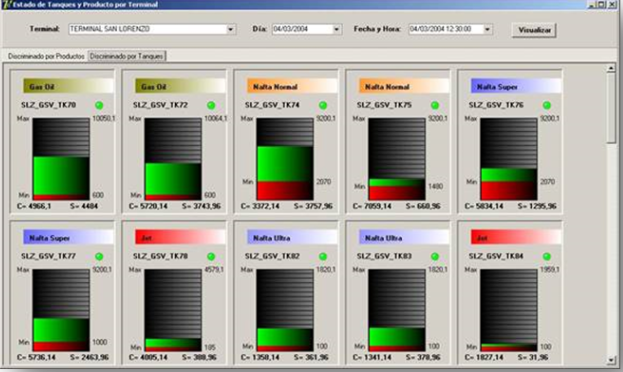 Estado de Tanques y Producto por Terminal
Terminal: TERMINAL SAN LORENZO Día: 04/03/2004 Fecha y Hora: 04/03/2004 12:30:00 Visualizar
Discriminado por Productos Discriminado por Tanques
Gas Oil Gas Oil Nafta Normal Nafta Normal Nafta Super
SLZ_GSV_TK70 SLZ_GSV_TK72 SLZ_GSV_TK74 SLZ_GSV_TK75 SLZ_GSV_TK76
Max 10058,1 Max 10064,1 Max 9200,1 Max 9200,1 Max 9200,1
Min 600 Min 600 Min 2070 Min 1480 Min 2070
C= 4966,1 S= 4484 C= 5720,14 S= 3743,96 C= 3372,14 S= 3757,96 C= 7059,14 S= 660,96 C= 5834,14 S= 1295,96
Nafta Super Jet Nafta Ultra Nafta Ultra Jet
SLZ_GSV_TK77 SLZ_GSV_TK78 SLZ_GSV_TK82 SLZ_GSV_TK83 SLZ_GSV_TK84
Max 9200,1 Max 4579,1 Max 1820,1 Max 1820,1 Max 1959,1
Min 1000 Min 185 Min 100 Min 100 Min 100
C= 5736,14 S= 2463,96 C= 4005,14 S= 388,96 C= 1358,14 S= 361,96 C= 1341,14 S= 378,96 C= 1827,14 S= 31,96